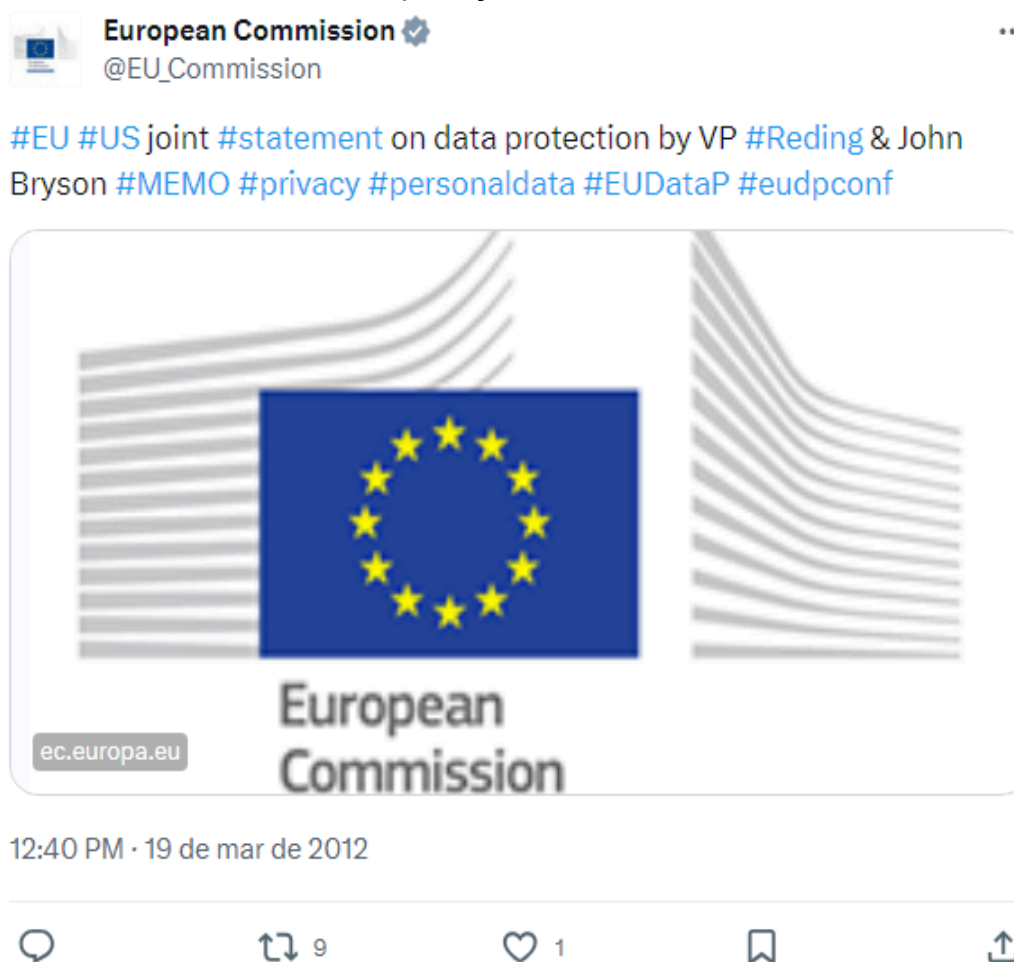 European Commission
@EU_Commission
#EU #US joint #statement on data protection by VP #Reding & John
Bryson #MEMO #privacy #personaldata #EUDataP #eudpconf
European
Commission
ec.europa.eu
12:40 PM · 19 de mar de 2012
9 1